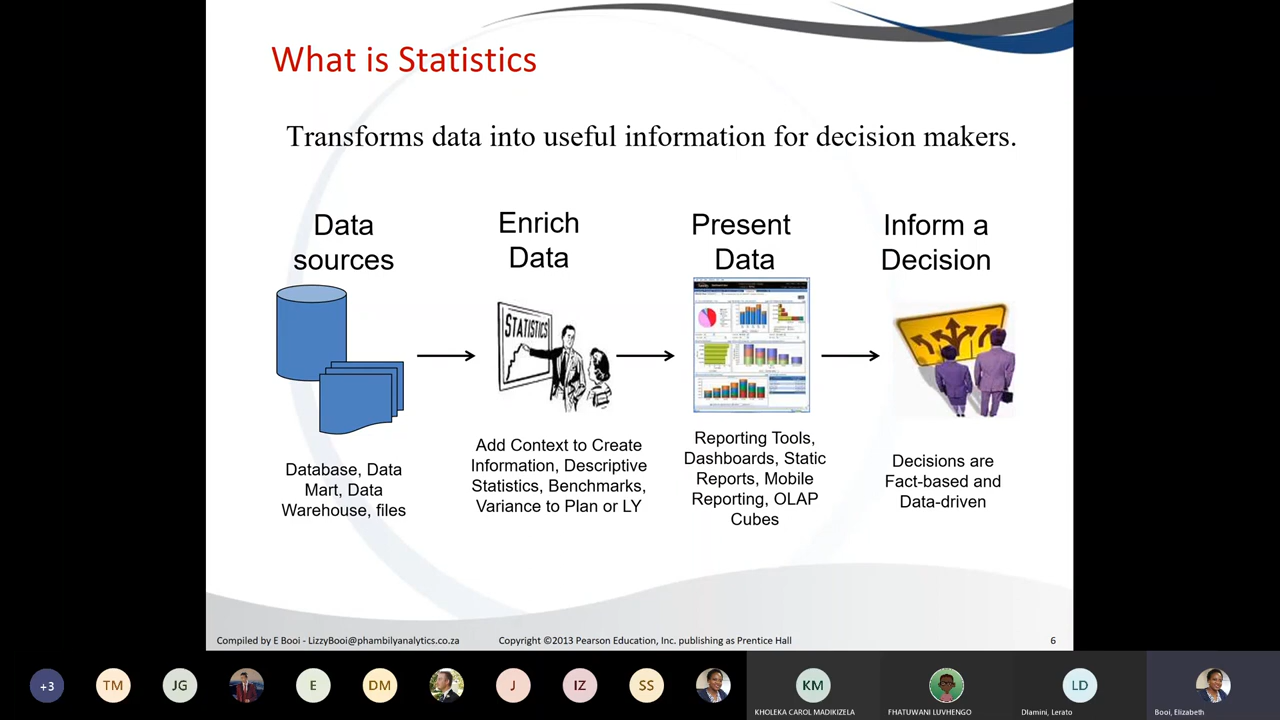 What is Statistics
Transforms data into useful information for decision makers.
Data
sources
Enrich
Data
Present
Data
Inform a
Decision
STATISTICS
Database, Data
Mart, Data
Warehouse, files
Add Context to Create
Information, Descriptive
Statistics, Benchmarks,
Variance to Plan or LY
Reporting Tools,
Dashboards, Static
Reports, Mobile
Reporting, OLAP
Cubes
Decisions are
Fact-based and
Data-driven
Compiled by E Booi - LizzyBooi@phambilyanalytics.co.za
Copyright ©2013 Pearson Education, Inc. publishing as Prentice Hall
6
+3
TM
JG
E
DM
J
IZ
SS
KM
LD
KHOLEKA CAROL MADIKIZELA
FHATUWANI LUVHENGO
Dlamini, Lerato
Booi, Elizabeth